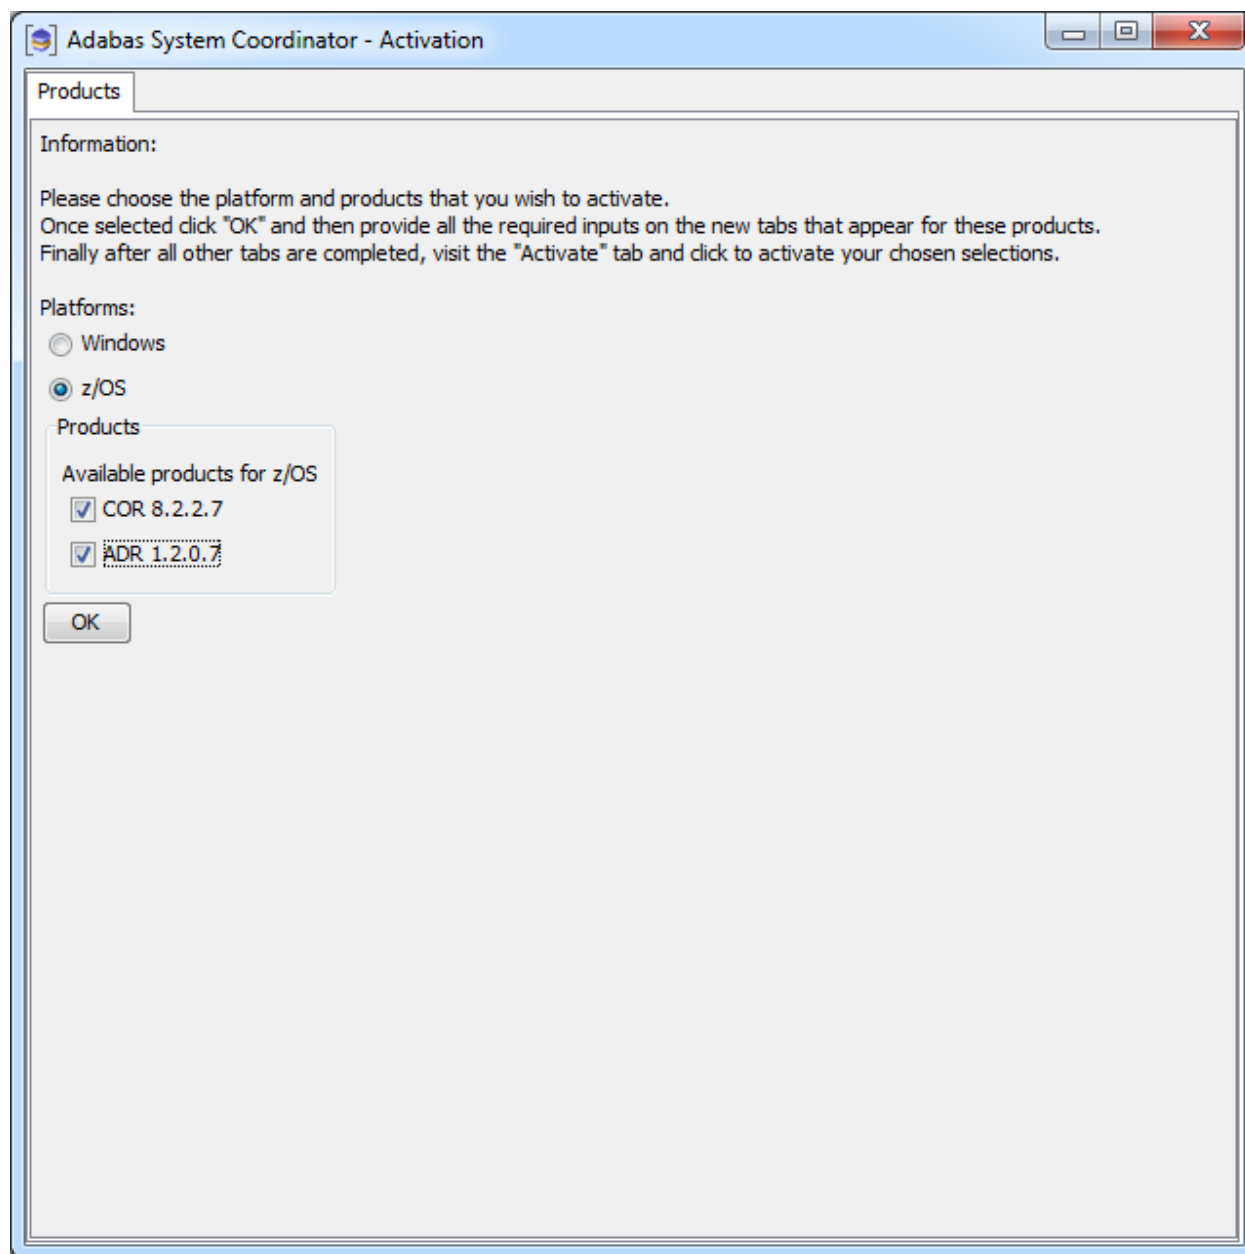 Adabas System Coordinator - Activation
Products
Information:
Please choose the platform and products that you wish to activate.
Once selected click "OK" and then provide all the required inputs on the new tabs that appear for these products.
Finally after all other tabs are completed, visit the "Activate" tab and click to activate your chosen selections.
Platforms:
Windows
z/OS
Products
Available products for z/OS
COR 8.2.2.7
ADR 1.2.0.7
OK